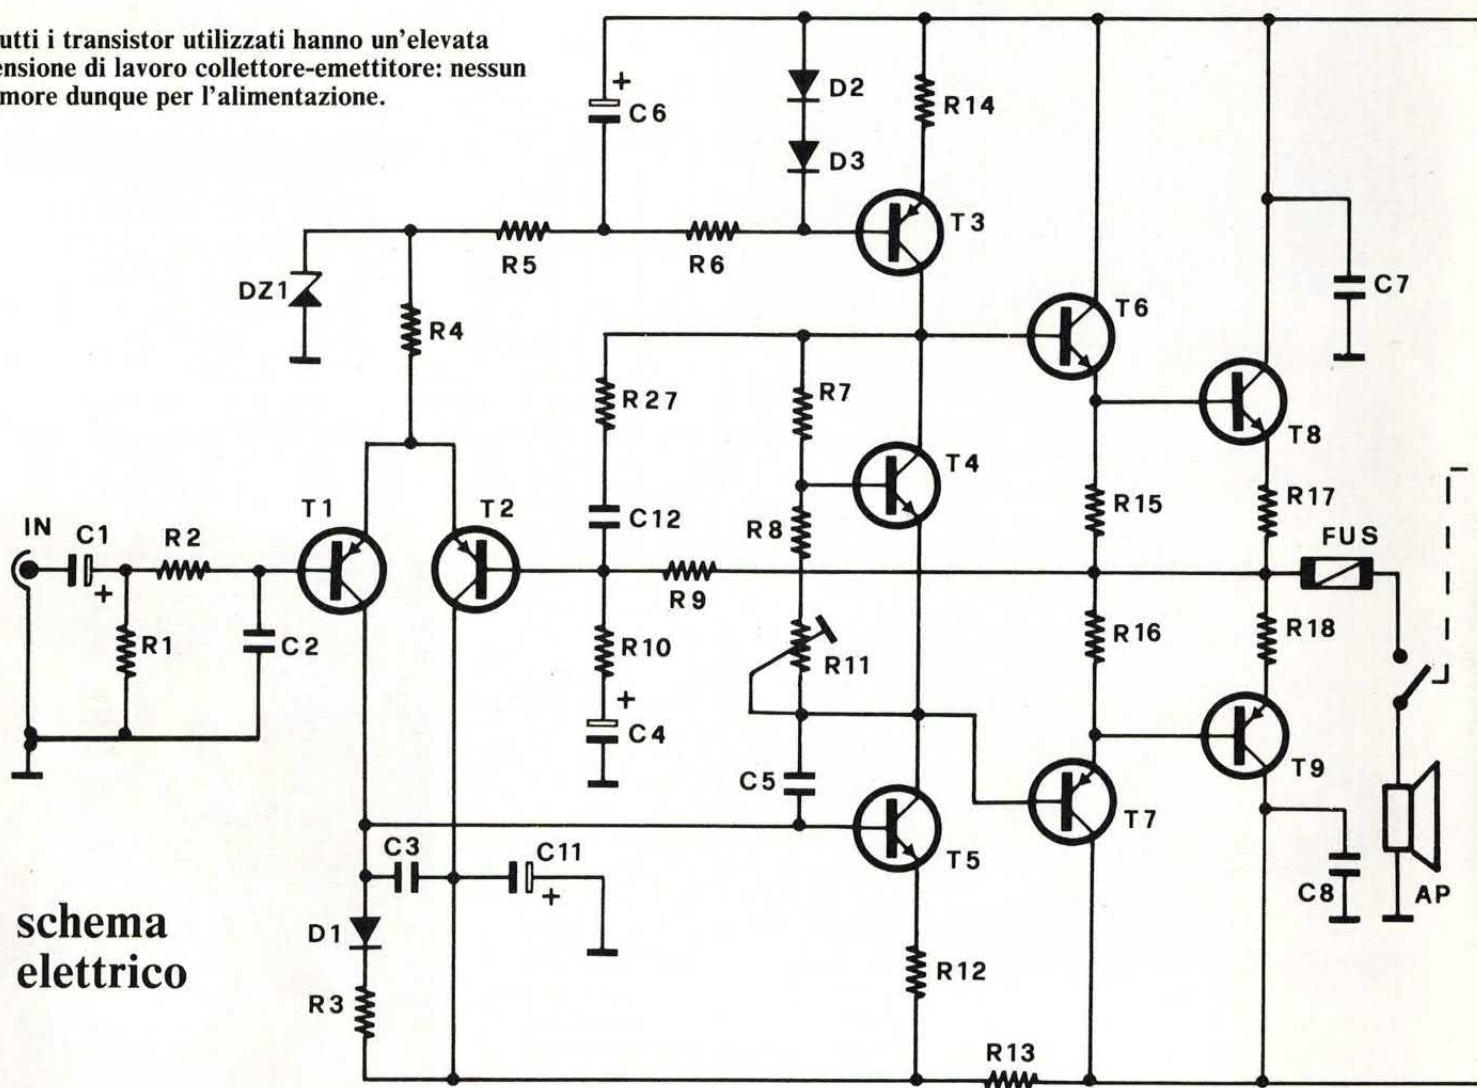 utti i transistor utilizzati hanno un'elevata
ensione di lavoro collettore-emettitore: nessun
more dunque per l'alimentazione.
C6
D2
D3
R14
T3
R5
R6
DZ1
R4
C7
T6
R27
R7
T8
T4
T1
T2
C12
R8
R15
R17
FUS
IN
C1
R2
R9
R1
C2
R10
R11
R16
R18
C4
C5
T9
T7
C3
C11
T5
C8
AP
D1
R12
R3
R13
schema
elettrico